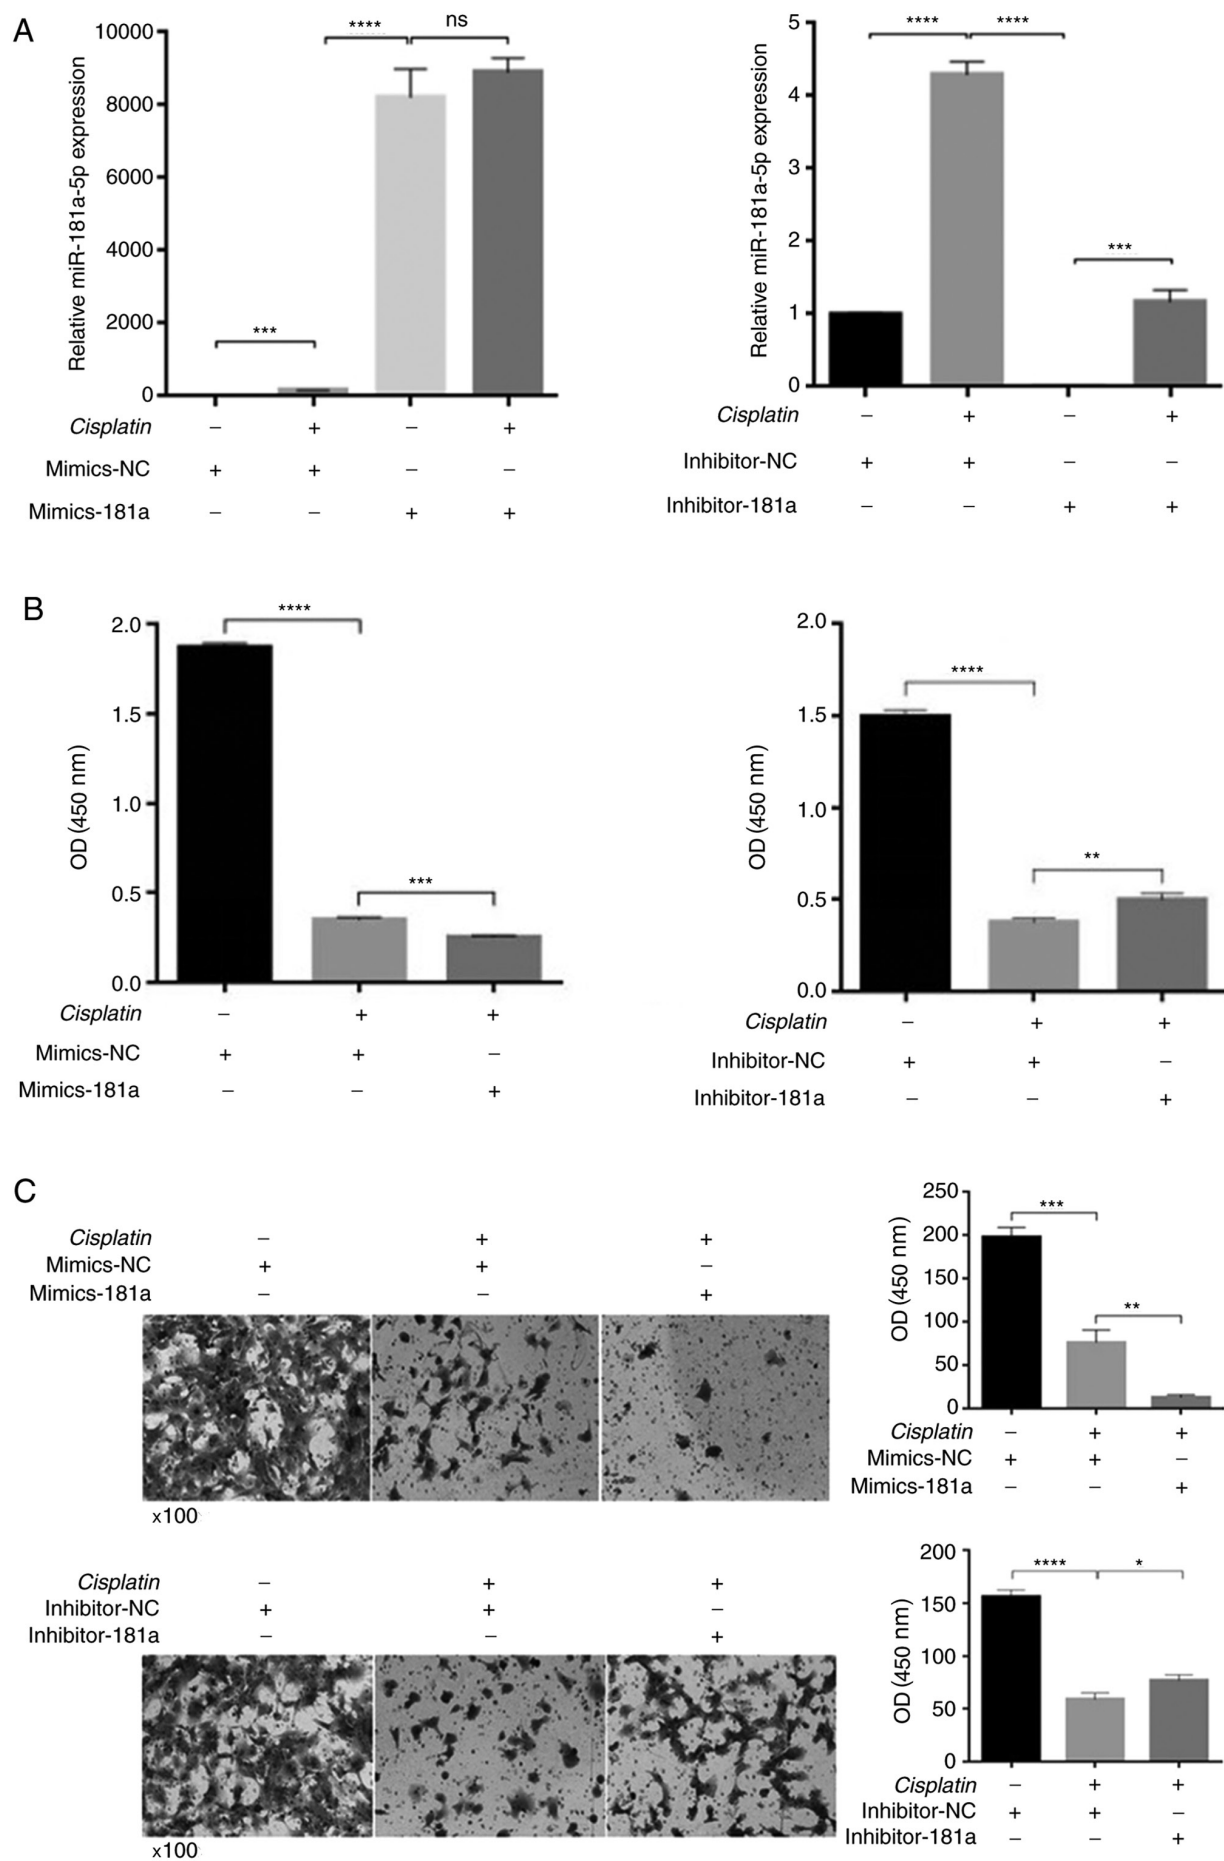 A
Relative miR-181a-5p expression
10000
8000
6000
4000
2000
0
***
****
ns
Cisplatin − + − +
Mimics-NC + + − −
Mimics-181a − − + +
Relative miR-181a-5p expression
5
4
3
2
1
0
****
****
***
Cisplatin − + − +
Inhibitor-NC + + − −
Inhibitor-181a − − + +
B
OD (450 nm)
2.0
1.5
1.0
0.5
0.0
****
***
Cisplatin − + +
Mimics-NC + + −
Mimics-181a − − +
OD (450 nm)
2.0
1.5
1.0
0.5
0.0
****
**
Cisplatin − + +
Inhibitor-NC + + −
Inhibitor-181a − − +
C
Cisplatin − + +
Mimics-NC + + −
Mimics-181a − − +
x100
OD (450 nm)
250
200
150
100
50
0
***
**
Cisplatin − + +
Mimics-NC + + −
Mimics-181a − − +
Cisplatin − + +
Inhibitor-NC + + −
Inhibitor-181a − − +
x100
OD (450 nm)
200
150
100
50
0
****
*
Cisplatin − + +
Inhibitor-NC + + −
Inhibitor-181a − − +